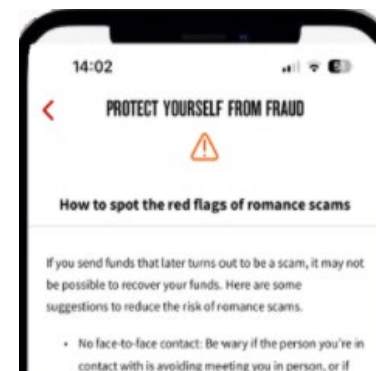 14:02
PROTECT YOURSELF FROM FRAUD
How to spot the red flags of romance scams
If you send funds that later turns out to be a scam, it may not
be possible to recover your funds. Here are some
suggestions to reduce the risk of romance scams.
• No face-to-face contact: Be wary if the person you're in
contact with is avoiding meeting you in person, or if